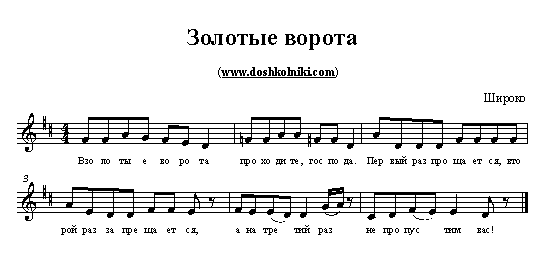 Золотые ворота
(www.doshkolniki.com)
Широко
Взо ло ты е во ро та про хо ди те, гос по да. Пер вый раз про ща ет ся, вто
3
рой раз за пре ща ет ся, а на тре тий раз не про пус тим вас!